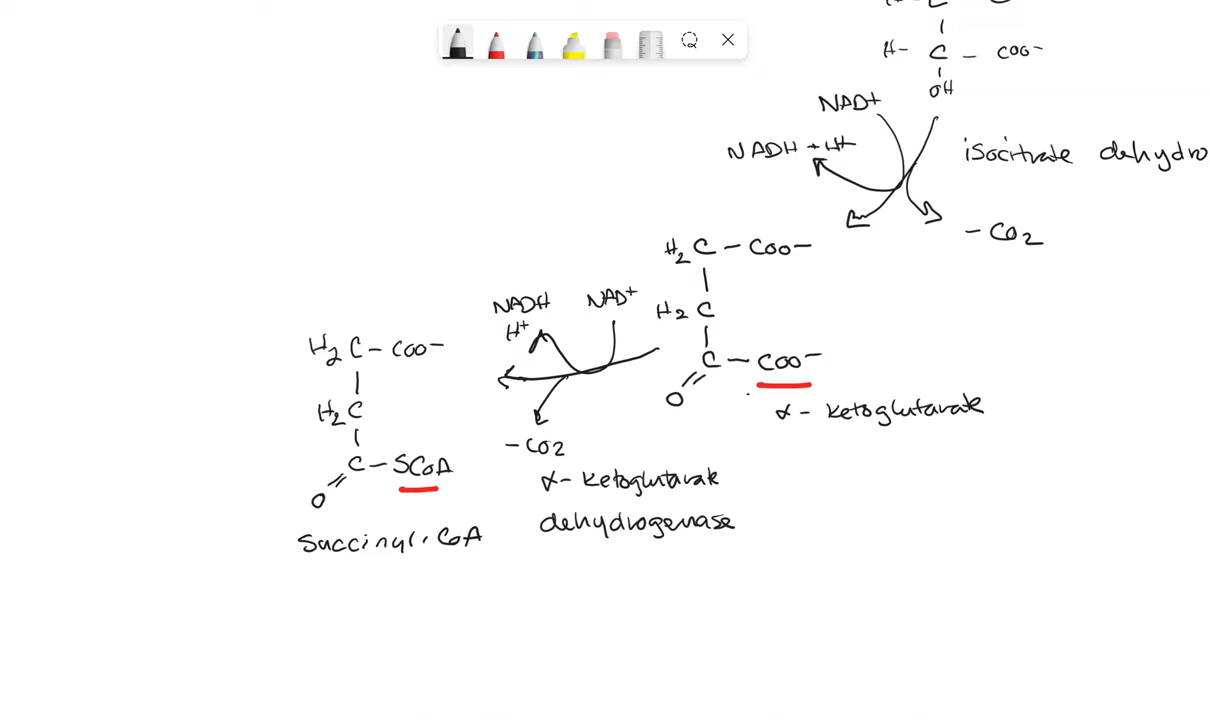 H - C - COO-
OH
NAD+
NADH + H+
isocitrate dehydro
- CO2
H2 C - COO-
H2 C
C - COO-
O
α - ketoglutarate
NADH
H+
NAD+
- CO2
α - ketoglutarate
dehydrogenase
H2 C - COO-
H2 C
C - SCoA
O
Succinyl · CoA